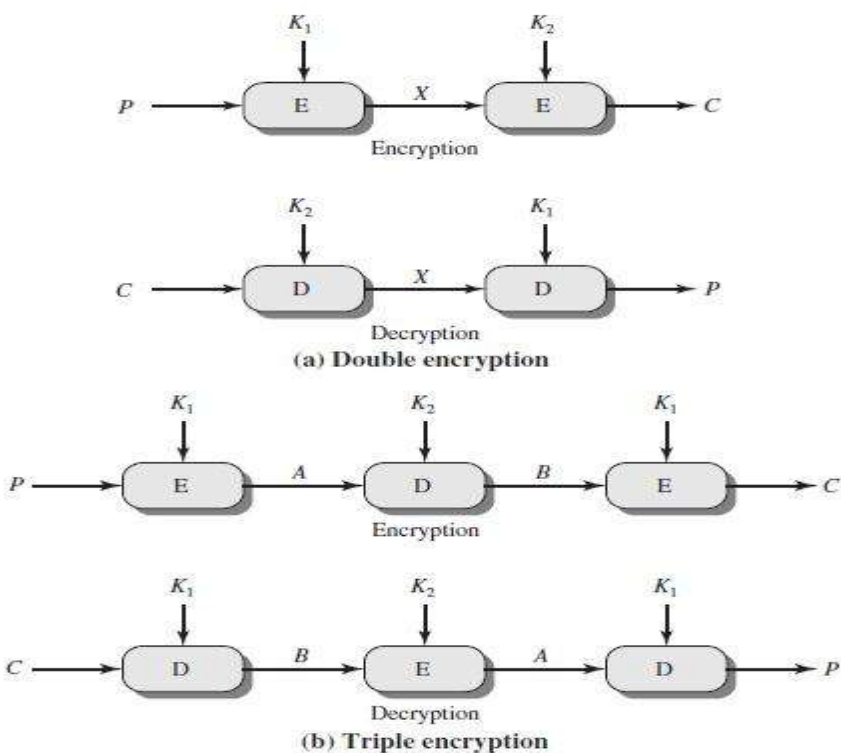 K₁ K₂
P E X E C
Encryption
K₂ K₁
C D X D P
Decryption
(a) Double encryption
K₁ K₂ K₁
P E A D B E C
Encryption
K₁ K₂ K₁
C D B E A D P
Decryption
(b) Triple encryption